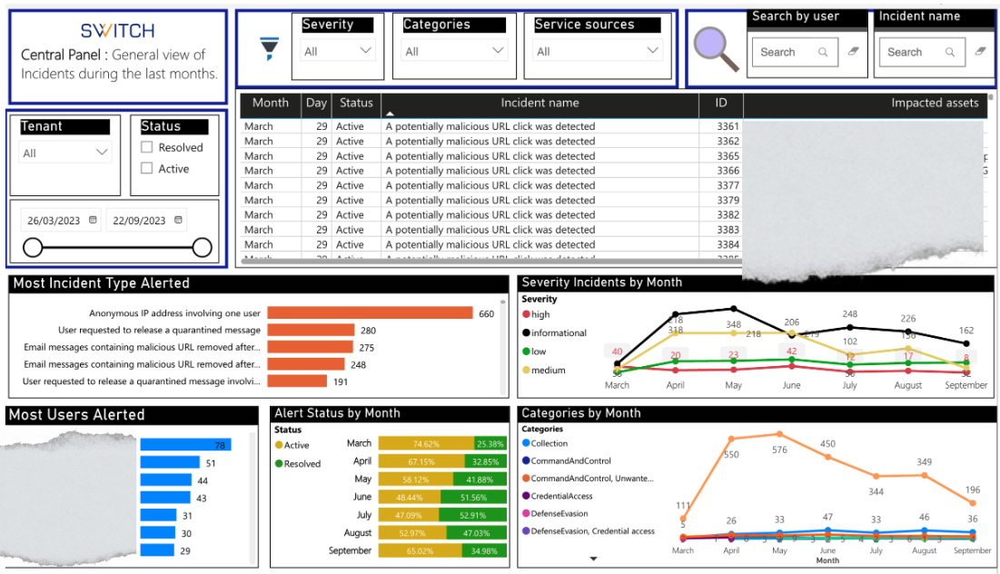 SWITCH
Central Panel : General view of
Incidents during the last months.
Severity
All
Categories
All
Service sources
All
Search by user
Search
Incident name
Search
Tenant
All
Status
Resolved
Active
26/03/2023
22/09/2023
Month Day Status Incident name ID Impacted assets
March 29 Active A potentially malicious URL click was detected 3361
March 29 Active A potentially malicious URL click was detected 3362
March 29 Active A potentially malicious URL click was detected 3365
March 29 Active A potentially malicious URL click was detected 3366
March 29 Active A potentially malicious URL click was detected 3377
March 29 Active A potentially malicious URL click was detected 3379
March 29 Active A potentially malicious URL click was detected 3382
March 29 Active A potentially malicious URL click was detected 3383
March 29 Active A potentially malicious URL click was detected 3384
Most Incident Type Alerted
Anonymous IP address involving one user 660
User requested to release a quarantined message 280
Email messages containing malicious URL removed after... 275
Email messages containing malicious URL removed after... 248
User requested to release a quarantined message involvi... 191
Severity Incidents by Month
Severity
high
informational
low
medium
218 348 206 248 226 162
318 218 219 102 156
40 20 23 42 12 17 8
March April May June July August September
Most Users Alerted
78
51
44
43
31
30
29
Alert Status by Month
Status
Active
Resolved
March 74.62% 25.38%
April 67.15% 32.85%
May 58.12% 41.88%
June 48.44% 51.56%
July 47.09% 52.91%
August 52.97% 47.03%
September 65.02% 34.98%
Categories by Month
Categories
Collection
CommandAndControl
CommandAndControl, Unwante...
CredentialAccess
DefenseEvasion
DefenseEvasion, Credential access
111 550 576 450 344 349 196
5 26 33 47 33 46 36
March April May June July August September
Month